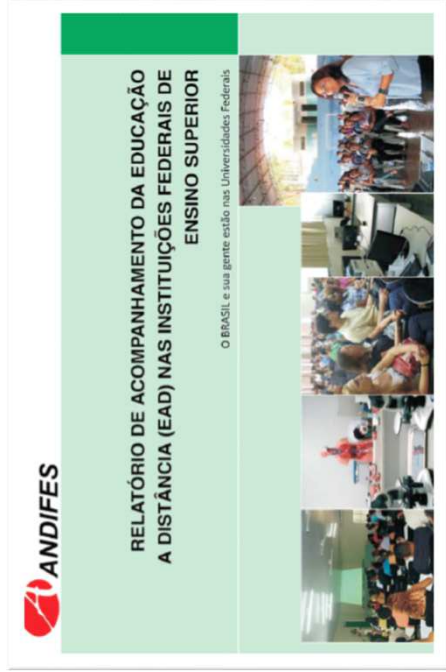 ANDIFES
RELATÓRIO DE ACOMPANHAMENTO DA EDUCAÇÃO
A DISTÂNCIA (EAD) NAS INSTITUIÇÕES FEDERAIS DE
ENSINO SUPERIOR
O BRASIL e sua gente estão nas Universidades Federais